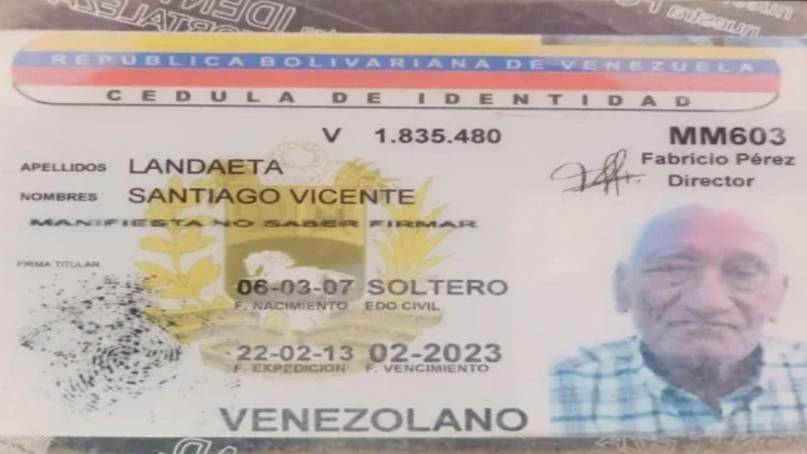 REPUBLICA BOLIVARIANA DE VENEZUELA
CEDULA DE IDENTIDAD
V 1.835.480
MM603
Fabricio Pérez
Director
APELLIDOS LANDAETA
NOMBRES SANTIAGO VICENTE
MANIFIESTA NO SABER FIRMAR
FIRMA TITULAR
06-03-07 SOLTERO
F. NACIMIENTO EDO CIVIL
22-02-13 02-2023
F. EXPEDICION F. VENCIMIENTO
VENEZOLANO